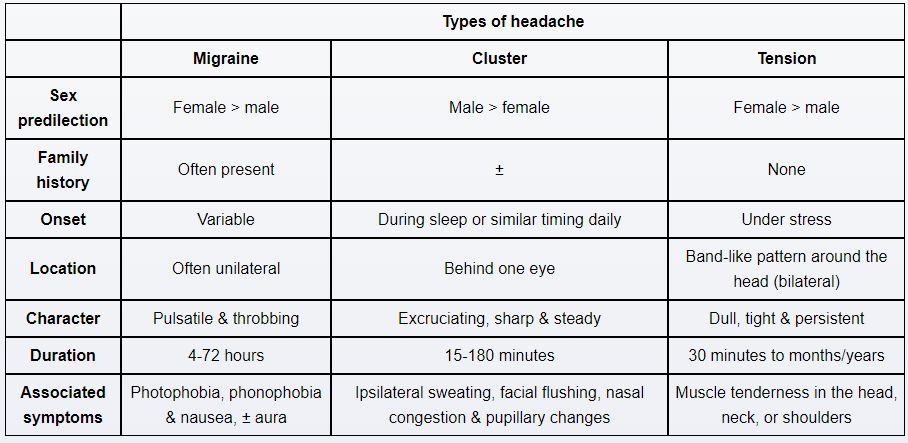 Types of headache
Migraine Cluster Tension
Sex
predilection
Female > male Male > female Female > male
Family
history
Often present ± None
Onset Variable During sleep or similar timing daily Under stress
Location Often unilateral Behind one eye Band-like pattern around the
head (bilateral)
Character Pulsatile & throbbing Excruciating, sharp & steady Dull, tight & persistent
Duration 4-72 hours 15-180 minutes 30 minutes to months/years
Associated
symptoms
Photophobia, phonophobia
& nausea, ± aura
Ipsilateral sweating, facial flushing, nasal
congestion & pupillary changes
Muscle tenderness in the head,
neck, or shoulders